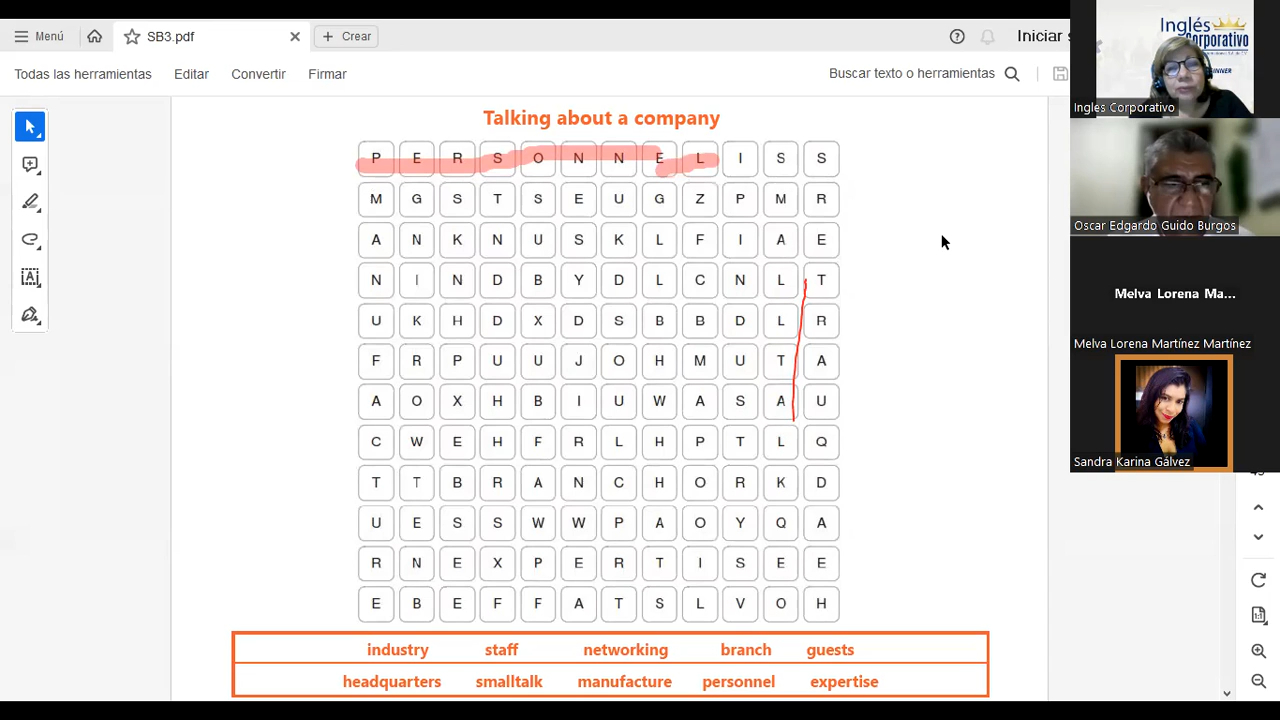 Menú
SB3.pdf
Crear
Iniciar s
Todas las herramientas
Editar
Convertir
Firmar
Buscar texto o herramientas
Talking about a company
P E R S O N N E L I S S
M G S T S E U G Z P M R
A N K N U S K L F I A E
N I N D B Y D L C N L T
U K H D X D S B B D L R
F R P U U J O H M U T A
A O X H B I U W A S A U
C W E H F R L H P T L Q
T T B R A N C H O R K D
U E S S W W P A O Y Q A
R N E X P E R T I S E E
E B E F F A T S L V O H
industry staff networking branch guests
headquarters smalltalk manufacture personnel expertise
Inglés
Corporativo
Ingles Corporativo
Oscar Edgardo Guido Burgos
Melva Lorena Ma...
Melva Lorena Martínez Martínez
Sandra Karina Gálvez
1:1